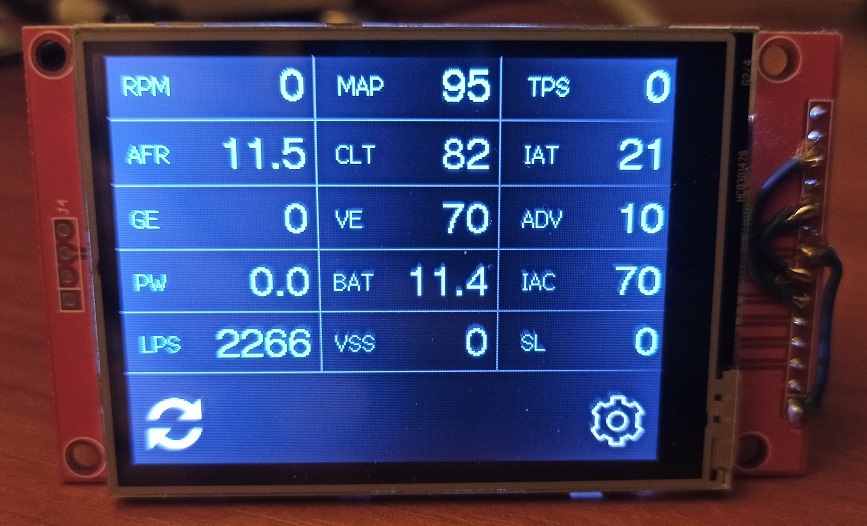 RPM 0 MAP 95 TPS 0
AFR 11.5 CLT 82 IAT 21
GE 0 VE 70 ADV 10
PW 0.0 BAT 11.4 IAC 70
LPS 2266 VSS 0 SL 0
J4